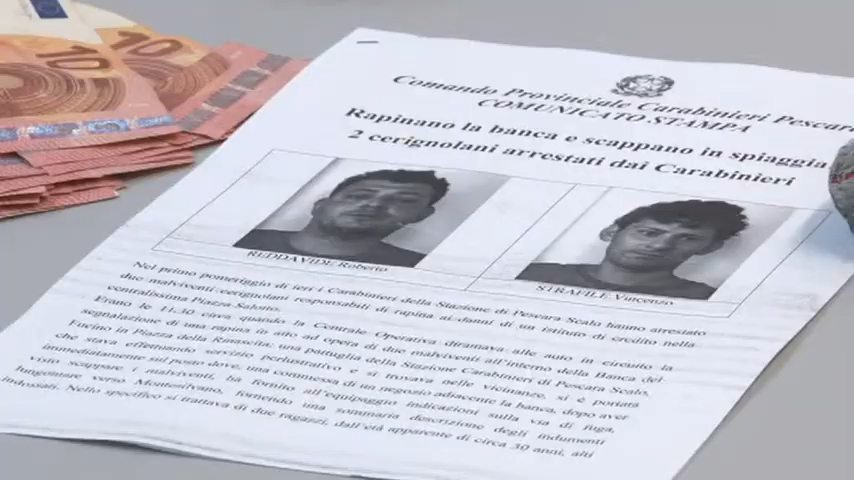 10
10
Comando Provinciale Carabinieri Pescara
COMUNICATO STAMPA
Rapinano la banca e scappano in spiaggia
2 cerignolani arrestati dai Carabinieri
REDDAVIDE Roberto
STRAFILE Vincenzo
Nel primo pomeriggio di ieri i Carabinieri della Stazione di Pescara Scalo hanno arrestato
due malviventi cerignolani responsabili di rapina ai danni di un istituto di credito nella
centralissima Piazza Salotto.
Erano le 11.30 circa quando la Centrale Operativa diramava alle auto in circuito la
segnalazione di una rapina in atto ad opera di due malviventi all'interno della Banca del
Fucino in Piazza della Rinascita; una pattuglia della Stazione Carabinieri di Pescara Scalo,
che stava effettuando servizio perlustrativo e si trovava nelle vicinanze, si è portata
immediatamente sul posto dove, una commessa di un negozio adiacente la banca, dopo aver
visto scappare i malviventi, ha fornito all'equipaggio indicazioni sulla via di fuga,
lungomare verso Montesilvano, fornendo una sommaria descrizione degli indumenti
indossati. Nello specifico si trattava di due ragazzi, dall'età apparente di circa 30 anni, alti